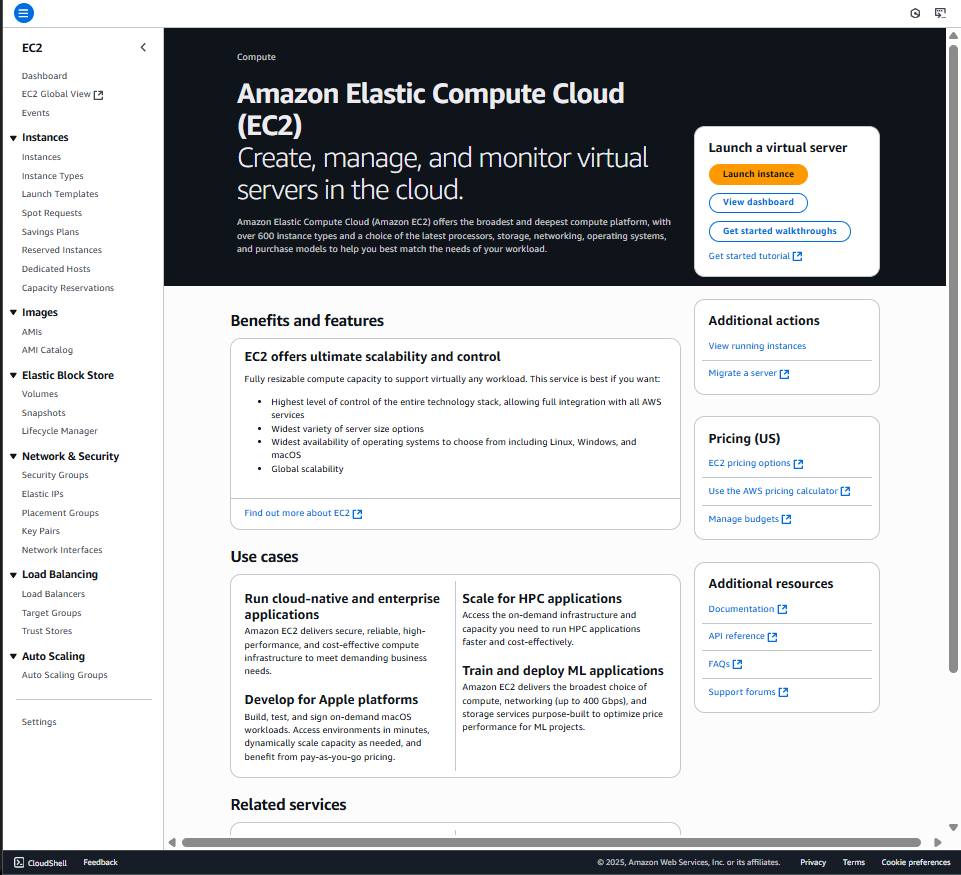 EC2
Dashboard
EC2 Global View
Events
Instances
Instances
Instance Types
Launch Templates
Spot Requests
Savings Plans
Reserved Instances
Dedicated Hosts
Capacity Reservations
Images
AMIs
AMI Catalog
Elastic Block Store
Volumes
Snapshots
Lifecycle Manager
Network & Security
Security Groups
Elastic IPs
Placement Groups
Key Pairs
Network Interfaces
Load Balancing
Load Balancers
Target Groups
Trust Stores
Auto Scaling
Auto Scaling Groups
Settings
Compute
Amazon Elastic Compute Cloud
(EC2)
Create, manage, and monitor virtual
servers in the cloud.
Amazon Elastic Compute Cloud (Amazon EC2) offers the broadest and deepest compute platform, with
over 600 instance types and a choice of the latest processors, storage, networking, operating systems,
and purchase models to help you best match the needs of your workload.
Launch a virtual server
Launch instance
View dashboard
Get started walkthroughs
Get started tutorial
Benefits and features
EC2 offers ultimate scalability and control
Fully resizable compute capacity to support virtually any workload. This service is best if you want:
• Highest level of control of the entire technology stack, allowing full integration with all AWS
services
• Widest variety of server size options
• Widest availability of operating systems to choose from including Linux, Windows, and
macOS
• Global scalability
Find out more about EC2
Use cases
Run cloud-native and enterprise
applications
Amazon EC2 delivers secure, reliable, high-
performance, and cost-effective compute
infrastructure to meet demanding business
needs.
Develop for Apple platforms
Build, test, and sign on-demand macOS
workloads. Access environments in minutes,
dynamically scale capacity as needed, and
benefit from pay-as-you-go pricing.
Scale for HPC applications
Access the on-demand infrastructure and
capacity you need to run HPC applications
faster and cost-effectively.
Train and deploy ML applications
Amazon EC2 delivers the broadest choice of
compute, networking (up to 400 Gbps), and
storage services purpose-built to optimize price
performance for ML projects.
Related services
Additional actions
View running instances
Migrate a server
Pricing (US)
EC2 pricing options
Use the AWS pricing calculator
Manage budgets
Additional resources
Documentation
API reference
FAQs
Support forums
CloudShell
Feedback
© 2025, Amazon Web Services, Inc. or its affiliates.
Privacy
Terms
Cookie preferences